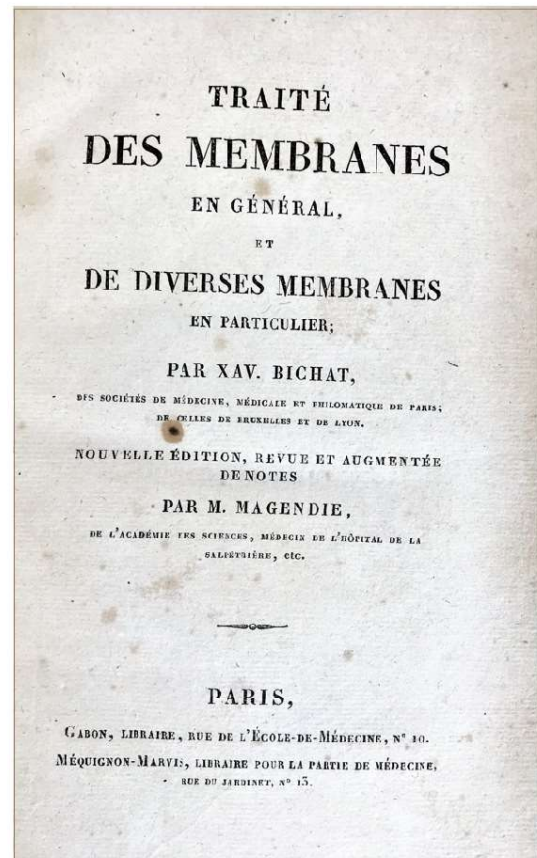 TRAITÉ
DES MEMBRANES
EN GÉNÉRAL,
ET
DE DIVERSES MEMBRANES
EN PARTICULIER;
PAR XAV. BICHAT,
DES SOCIÉTÉS DE MÉDECINE, MÉDICALE ET PHILOMATIQUE DE PARIS;
DE CELLES DE BRUXELLES ET DE LYON.
NOUVELLE ÉDITION, REVUE ET AUGMENTÉE
DE NOTES
PAR M. MAGENDIE,
DE L'ACADÉMIE DES SCIENCES, MÉDECIN DE L'HÔPITAL DE LA
SALPÉTRIÈRE, etc.
PARIS,
GABON, LIBRAIRE, RUE DE L'ÉCOLE-DE-MÉDECINE, N° 10.
MÉQUIGNON-MARVIS, LIBRAIRE POUR LA PARTIE DE MÉDECINE,
RUE DU JARDINET, N° 13.